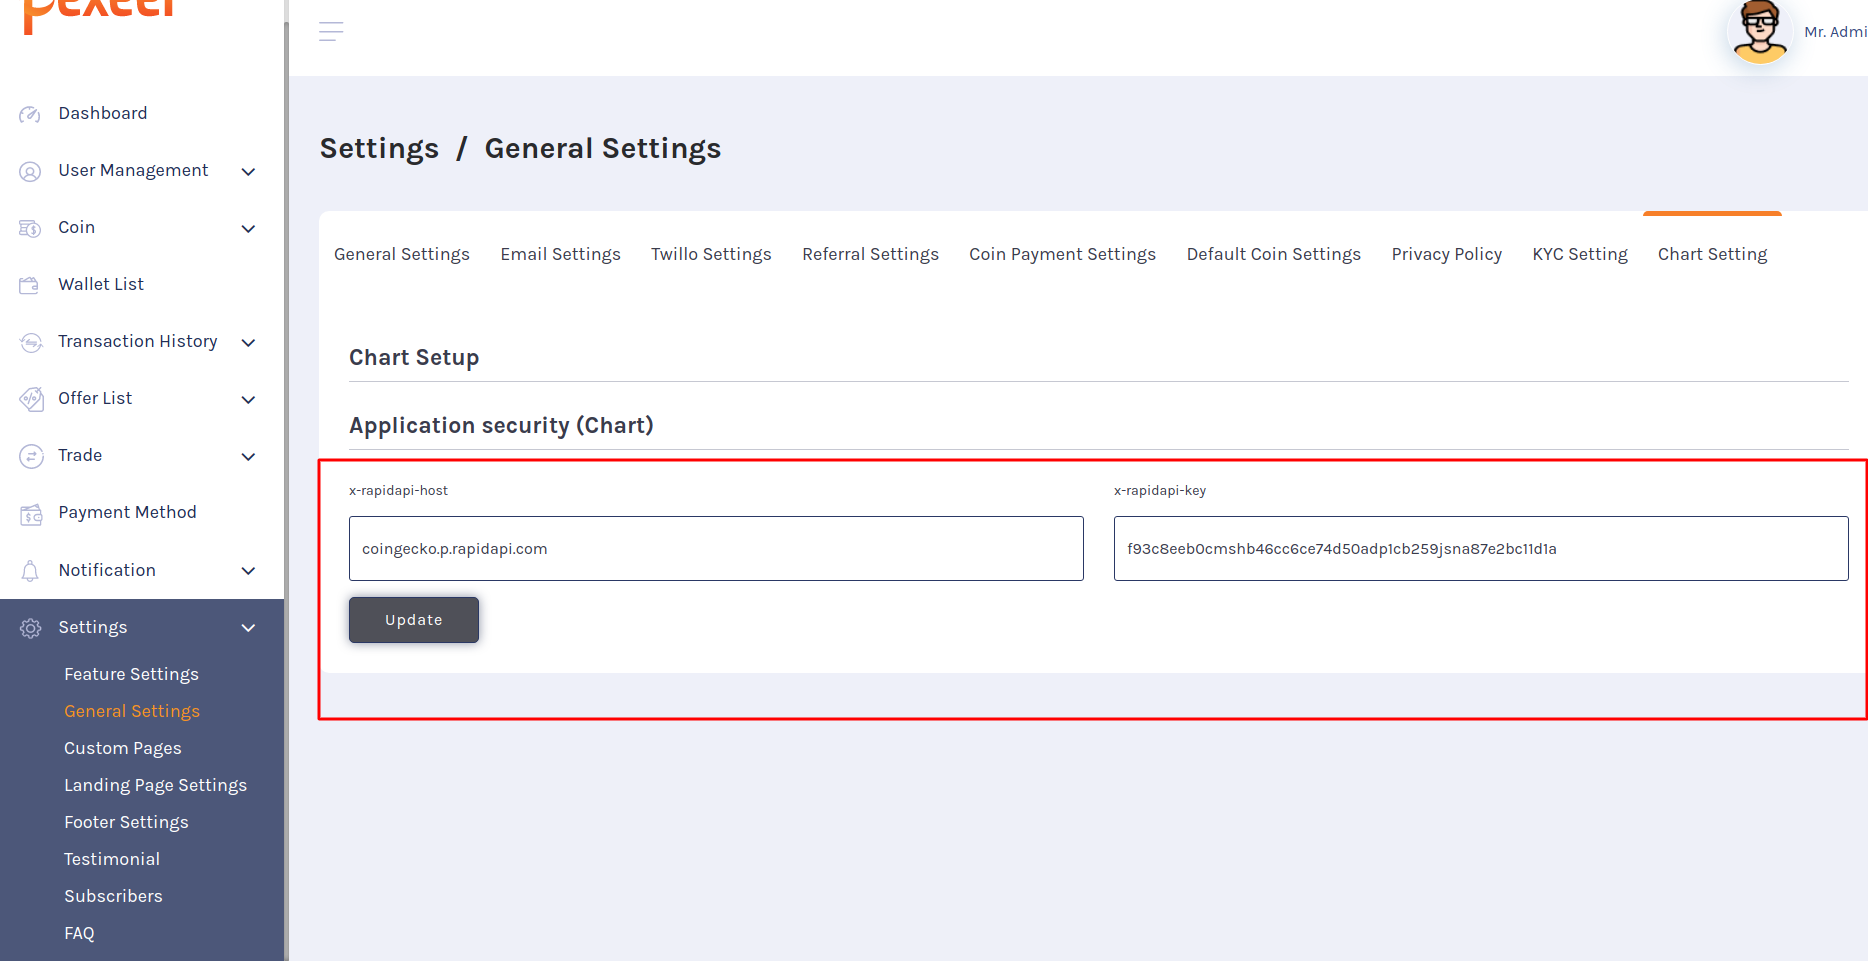 pexeer
Mr. Admi
Dashboard
User Management
Coin
Wallet List
Transaction History
Offer List
Trade
Payment Method
Notification
Settings
Feature Settings
General Settings
Custom Pages
Landing Page Settings
Footer Settings
Testimonial
Subscribers
FAQ
Settings / General Settings
General Settings Email Settings Twillo Settings Referral Settings Coin Payment Settings Default Coin Settings Privacy Policy KYC Setting Chart Setting
Chart Setup
Application security (Chart)
x-rapidapi-host x-rapidapi-key
coingecko.p.rapidapi.com f93c8eeb0cmshb46cc6ce74d50adp1cb259jsna87e2bc11d1a
Update